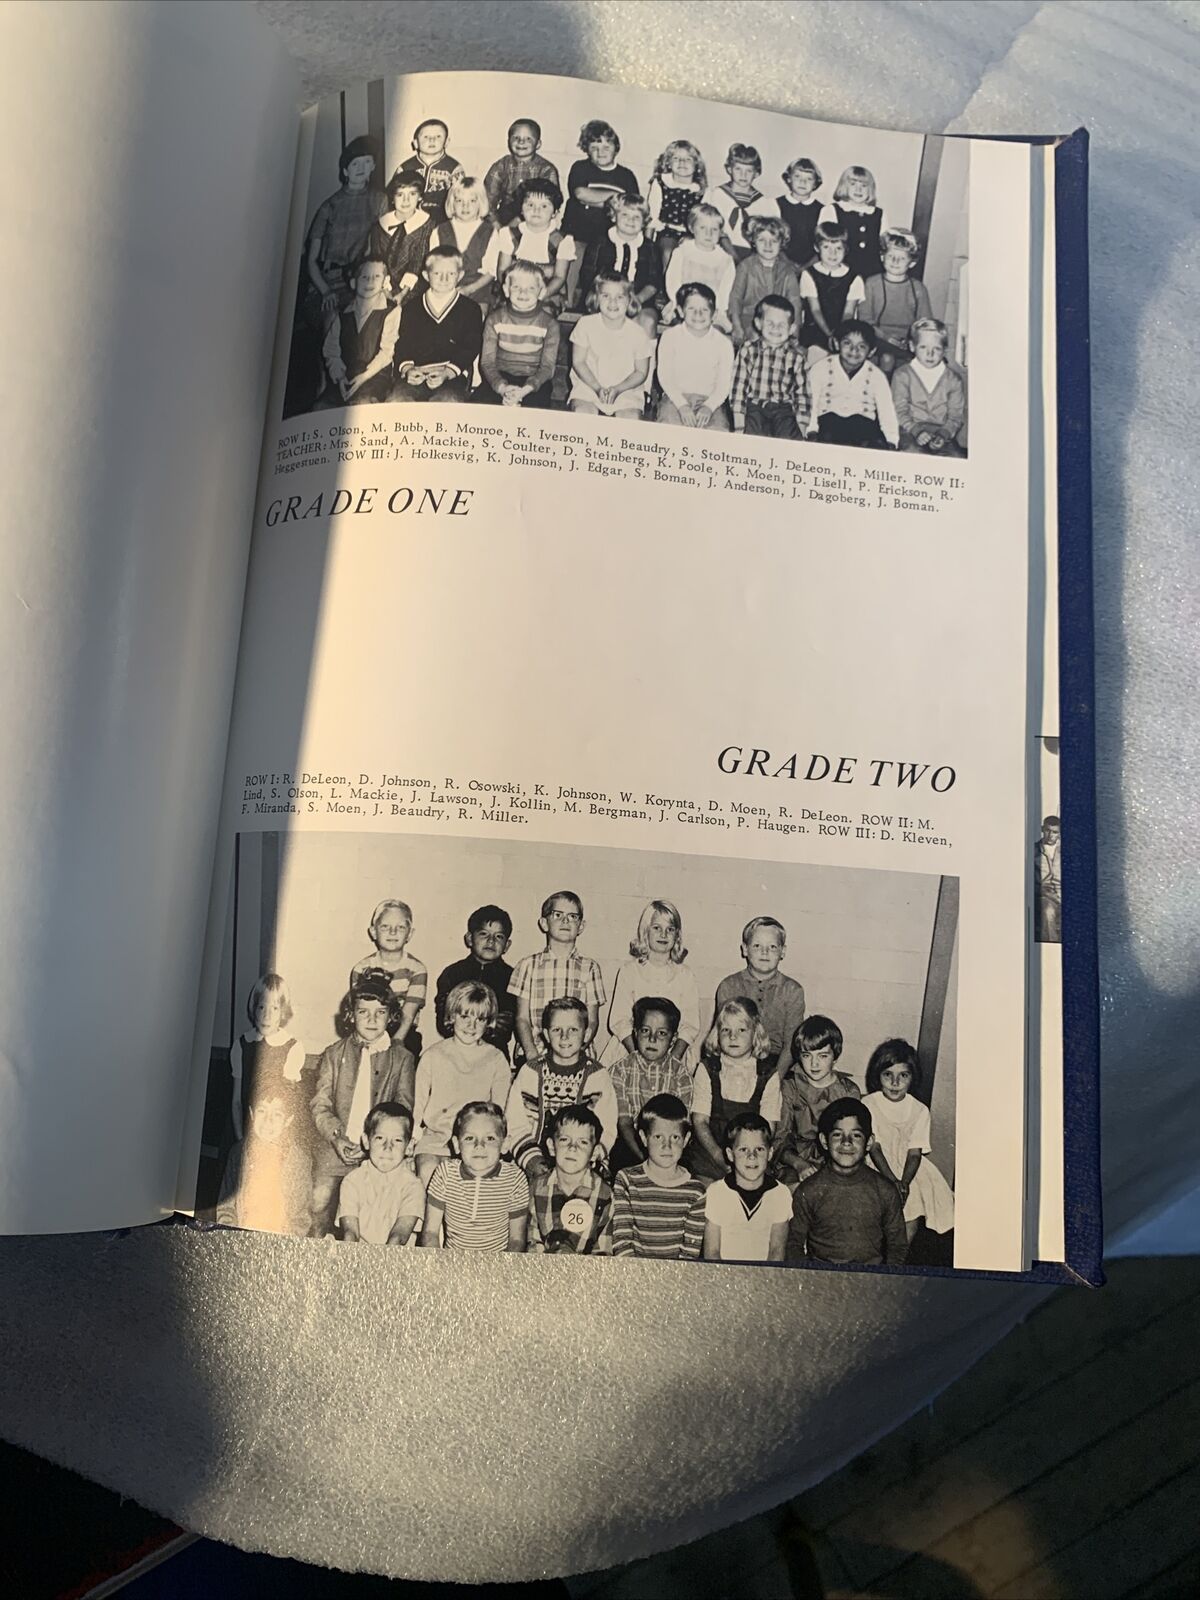 ROW I: S. Olson, M. Bubb, B. Monroe, K. Iverson, M. Beaudry, S. Stoltman, J. DeLeon, R. Miller. ROW II:
TEACHER: Mrs. Sand, A. Mackie, S. Coulter, D. Steinberg, K. Poole, K. Moen, D. Lisell, P. Erickson, R.
Haggestuen. ROW III: J. Holkesvig, K. Johnson, J. Edgar, S. Boman, J. Anderson, J. Dagoberg, J. Boman.
GRADE ONE
GRADE TWO
ROW I: R. DeLeon, D. Johnson, R. Osowski, K. Johnson, W. Korynta, D. Moen, R. DeLeon. ROW II: M.
Lind, S. Olson, L. Mackie, J. Lawson, J. Kollin, M. Bergman, J. Carlson, P. Haugen. ROW III: D. Kleven,
F. Miranda, S. Moen, J. Beaudry, R. Miller.
26